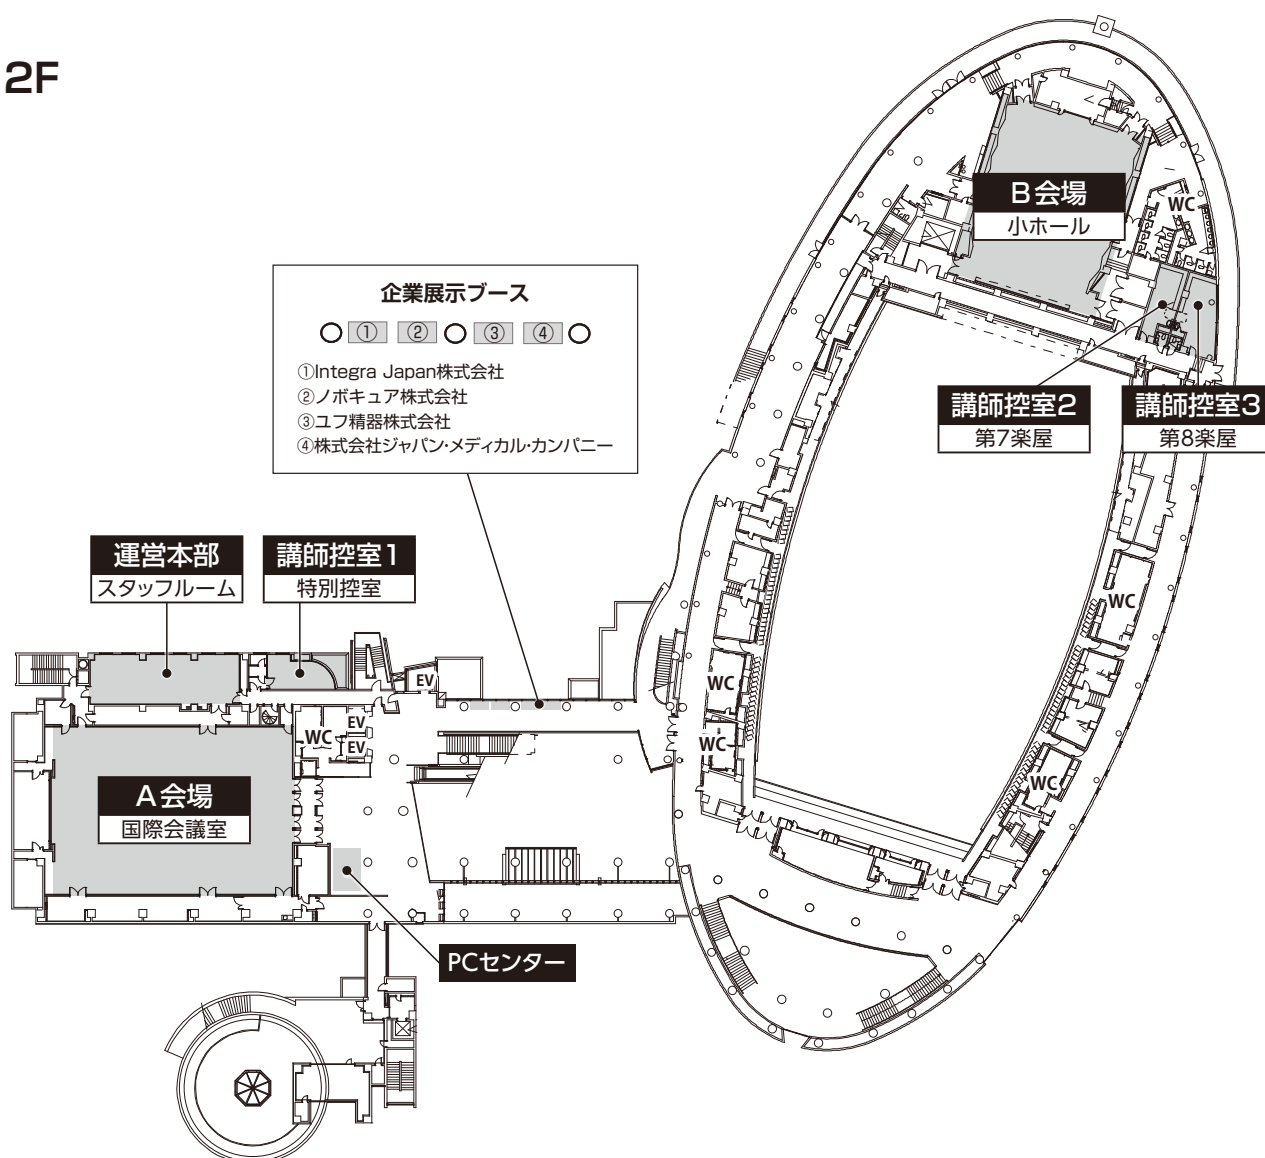 2F
B会場
小ホール
WC
企業展示ブース
① ② ③ ④
①Integra Japan株式会社
②ノボキュア株式会社
③ユフ精器株式会社
④株式会社ジャパン・メディカル・カンパニー
講師控室2
第7楽屋
講師控室3
第8楽屋
運営本部
スタッフルーム
講師控室1
特別控室
WC
EV
WC
EV
WC
EV
WC
WC
A会場
国際会議室
PCセンター